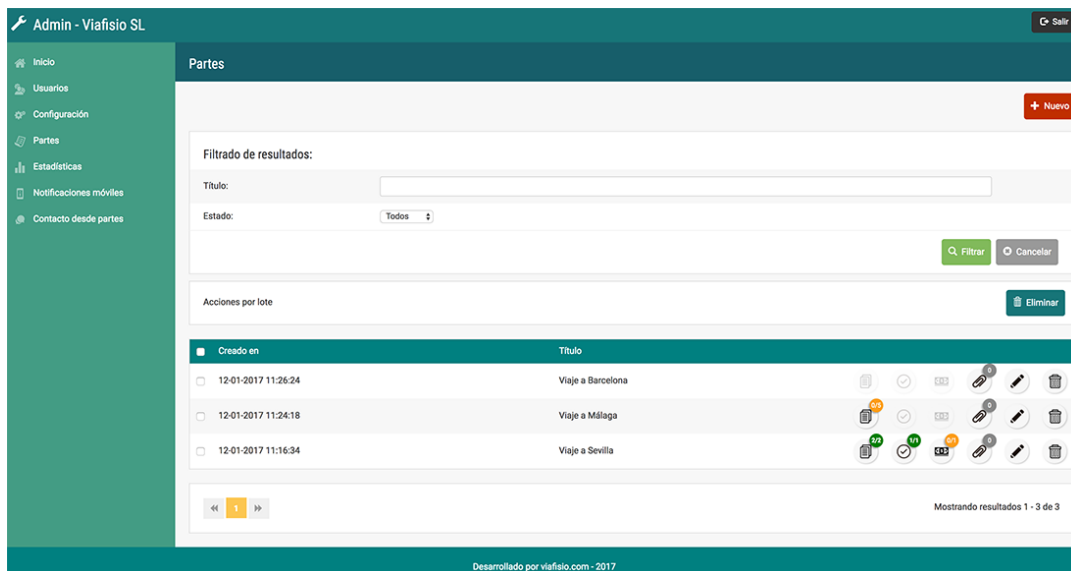 Admin - Viafisio SL
Salir
Inicio
Partes
Usuarios
Nuevo
Configuración
Partes
Filtrado de resultados:
Estadísticas
Título:
Notificaciones móviles
Contacto desde partes
Estado: Todos
Filtrar Cancelar
Acciones por lote Eliminar
Creado en Título
12-01-2017 11:26:24 Viaje a Barcelona 0
12-01-2017 11:24:18 Viaje a Málaga 0/5 0
12-01-2017 11:16:34 Viaje a Sevilla 2/2 1/1 0/1 0
1 Mostrando resultados 1 - 3 de 3
Desarrollado por viafisio.com - 2017